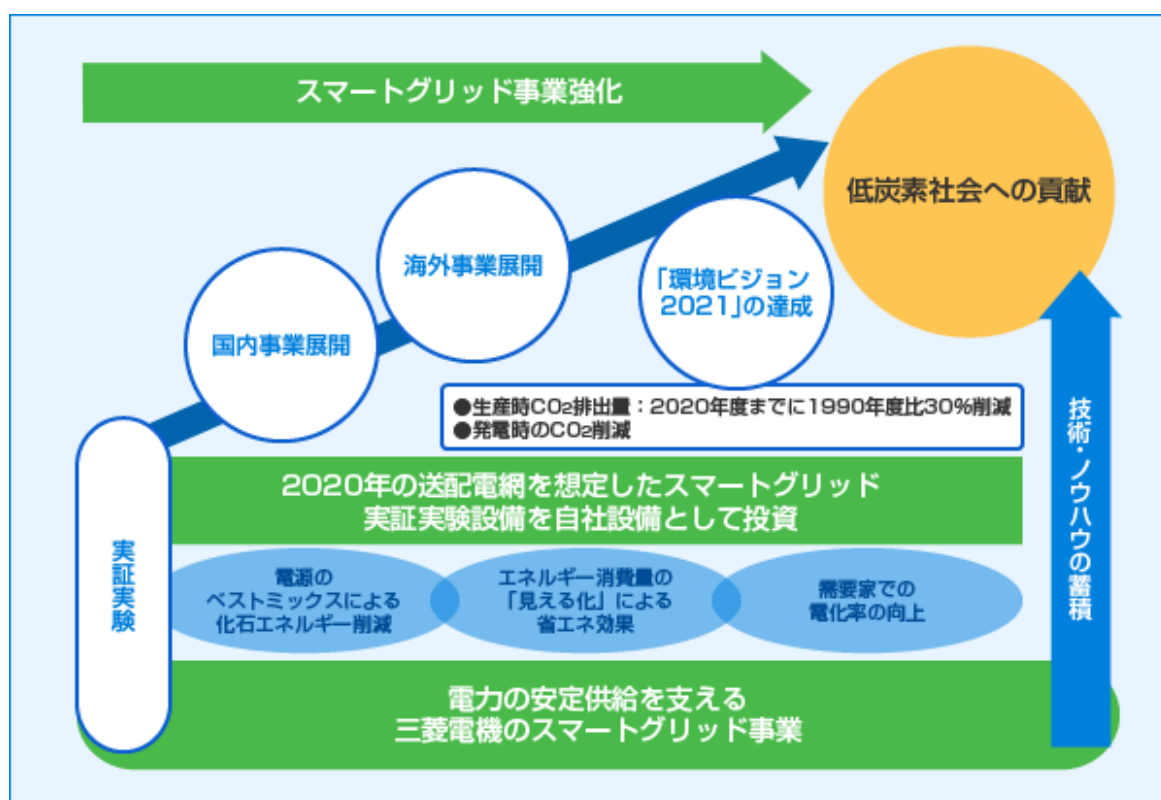 スマートグリッド事業強化
低炭素社会への貢献
海外事業展開
「環境ビジョン
2021」の達成
国内事業展開
●生産時CO₂排出量：2020年度までに1990年度比30%削減
●発電時のCO₂削減
2020年の送配電網を想定したスマートグリッド
実証実験設備を自社設備として投資
実証実験
電源の
ベストミックスによる
化石エネルギー削減
エネルギー消費量の
「見える化」による
省エネ効果
需要家での
電化率の向上
技術・ノウハウの蓄積
電力の安定供給を支える
三菱電機のスマートグリッド事業